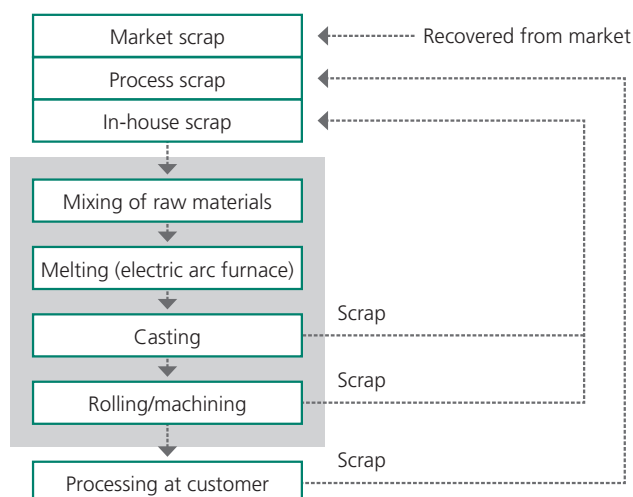 Market scrap
Recovered from market
Process scrap
In-house scrap
Mixing of raw materials
Melting (electric arc furnace)
Casting
Scrap
Rolling/machining
Scrap
Processing at customer
Scrap